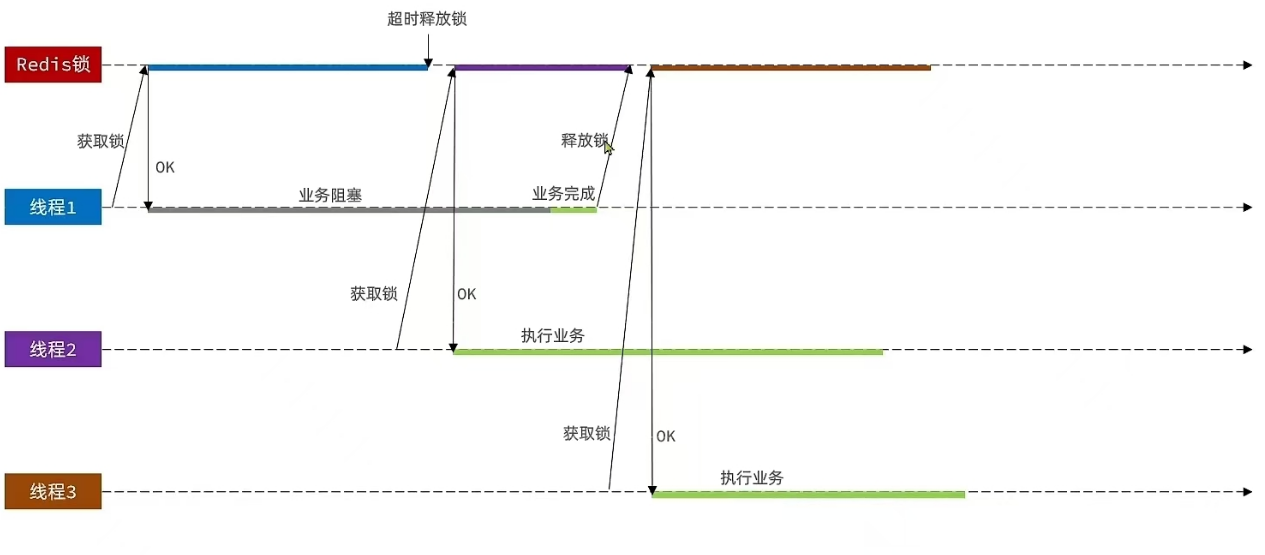 超时释放锁
Redis锁
获取锁
释放锁
OK
业务阻塞
业务完成
线程1
获取锁
OK
执行业务
线程2
获取锁
OK
执行业务
线程3